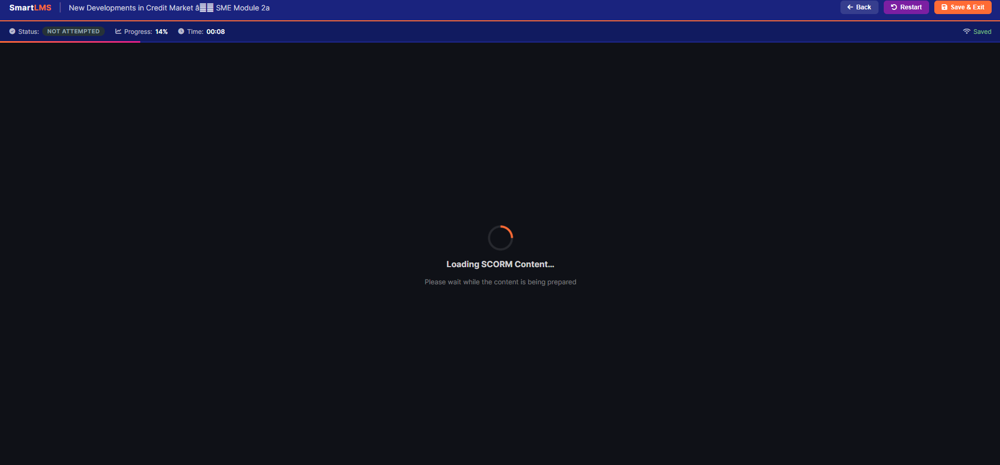 SmartLMS
New Developments in Credit Market â SME Module 2a
Back
Restart
Save & Exit
Status: NOT ATTEMPTED
Progress: 14%
Time: 00:08
Saved
Loading SCORM Content...
Please wait while the content is being prepared